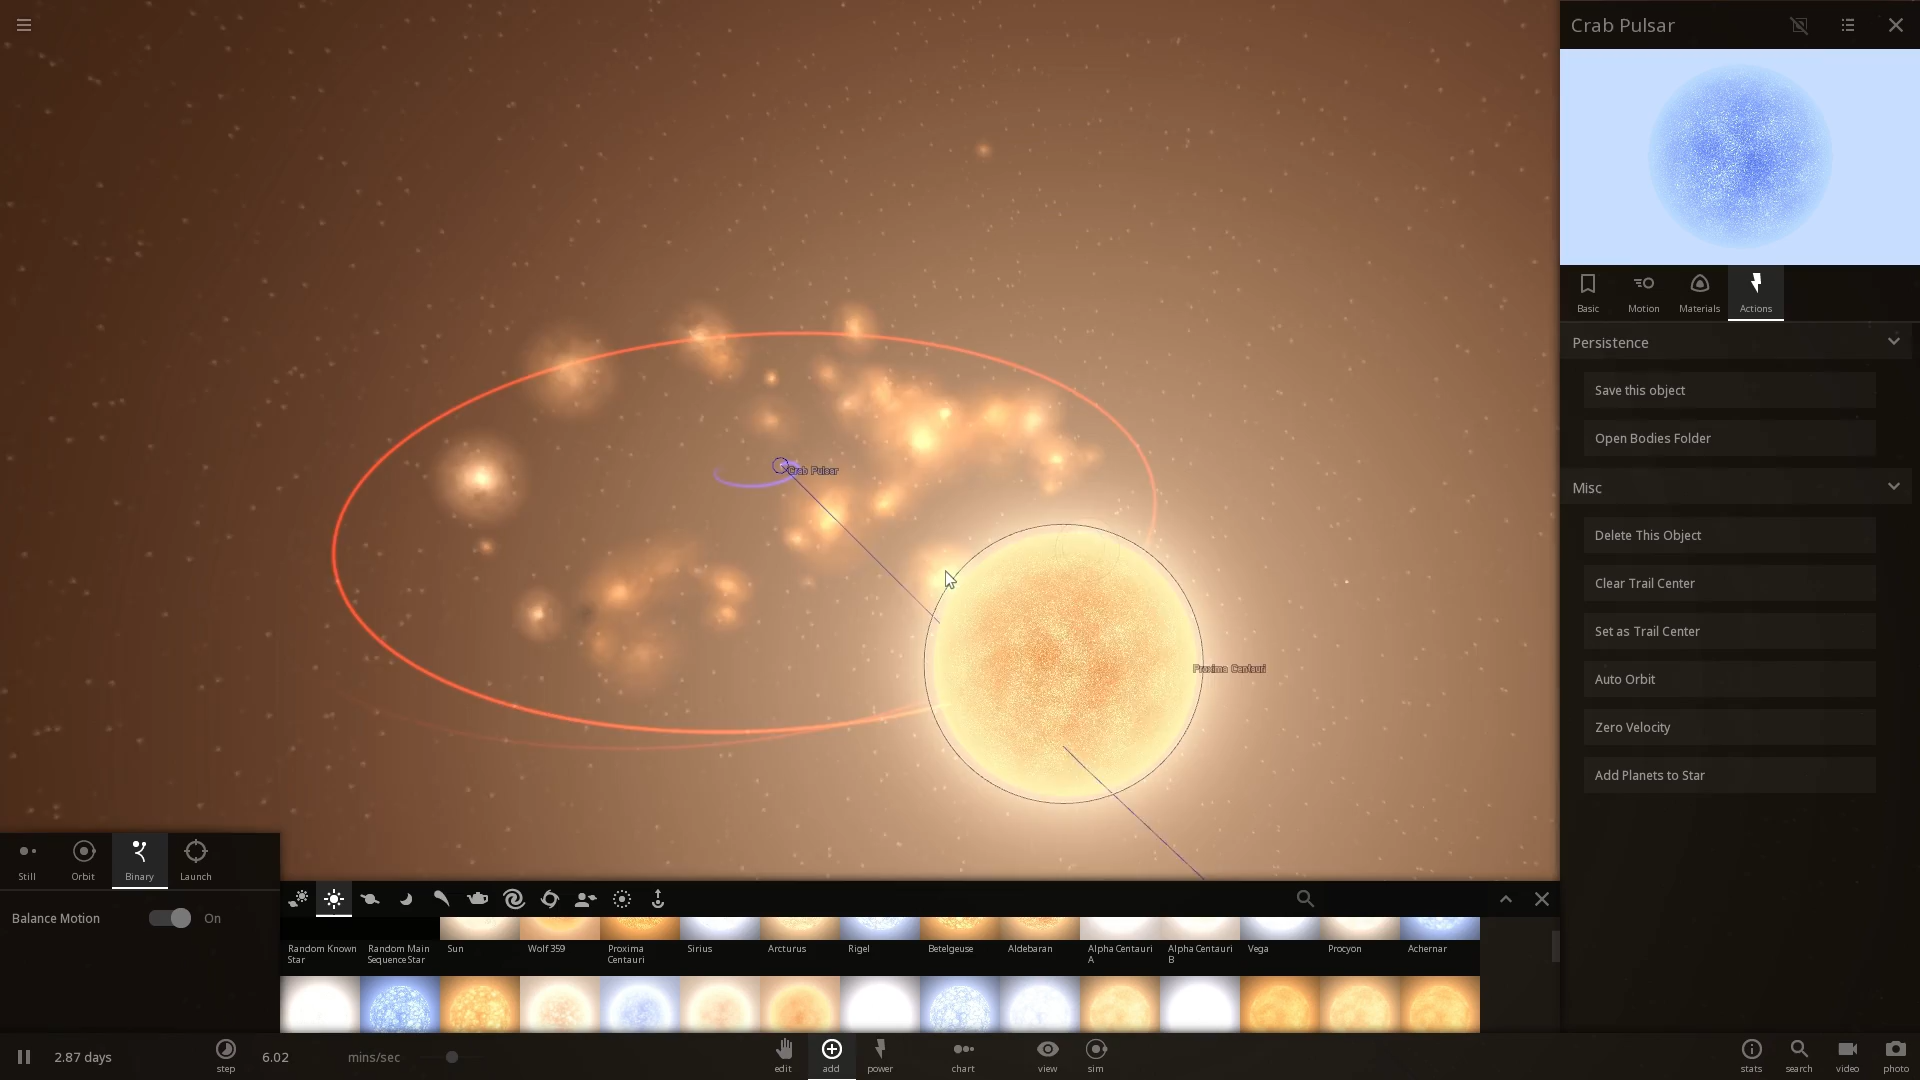 Crab Pulsar
Basic
Motion
Materials
Actions
Persistence
Save this object
Open Bodies Folder
Misc
Delete This Object
Clear Trail Center
Set as Trail Center
Auto Orbit
Zero Velocity
Add Planets to Star
Crab Pulsar
Proxima Centauri
Still
Orbit
Binary
Launch
Balance Motion
On
Random Known
Star
Random Main
Sequence Star
Sun
Wolf 359
Proxima
Centauri
Sirius
Arcturus
Rigel
Betelgeuse
Aldebaran
Alpha Centauri
A
Alpha Centauri
B
Vega
Procyon
Achernar
2.87 days
step
6.02
mins/sec
edit
add
power
chart
view
sim
stats
search
video
photo